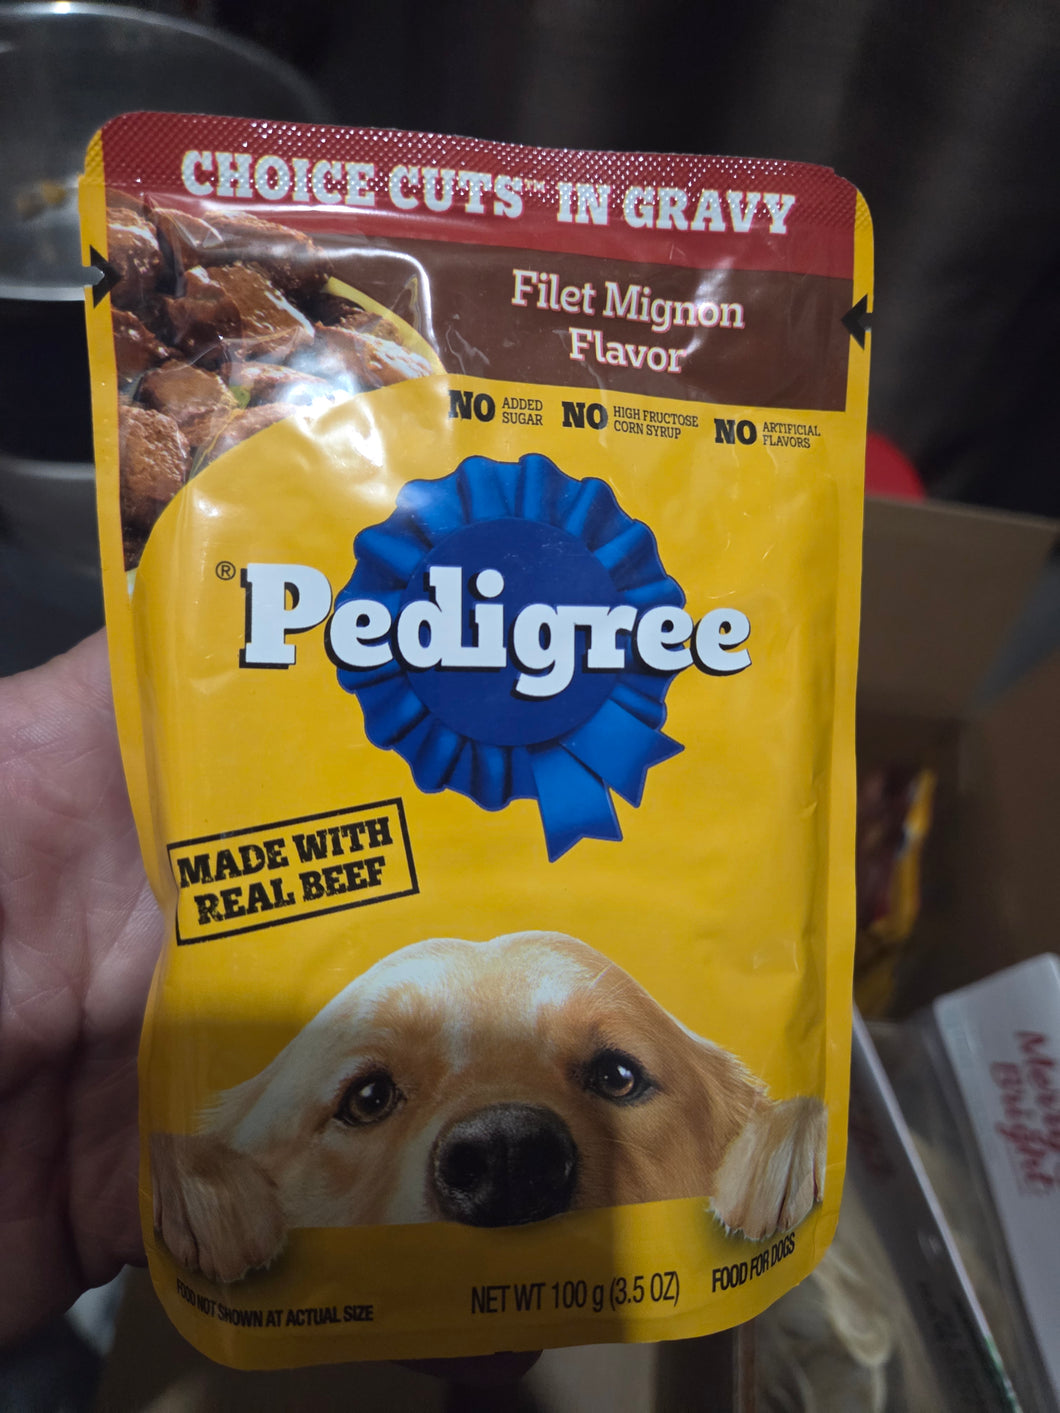 CHOICE CUTS™ IN GRAVY
Filet Mignon
Flavor
NO ADDED SUGAR
NO HIGH FRUCTOSE CORN SYRUP
NO ARTIFICIAL FLAVORS
® Pedigree
MADE WITH
REAL BEEF
FOOD NOT SHOWN AT ACTUAL SIZE
NET WT 100 g (3.5 OZ)
FOOD FOR DOGS
Merry
Bright